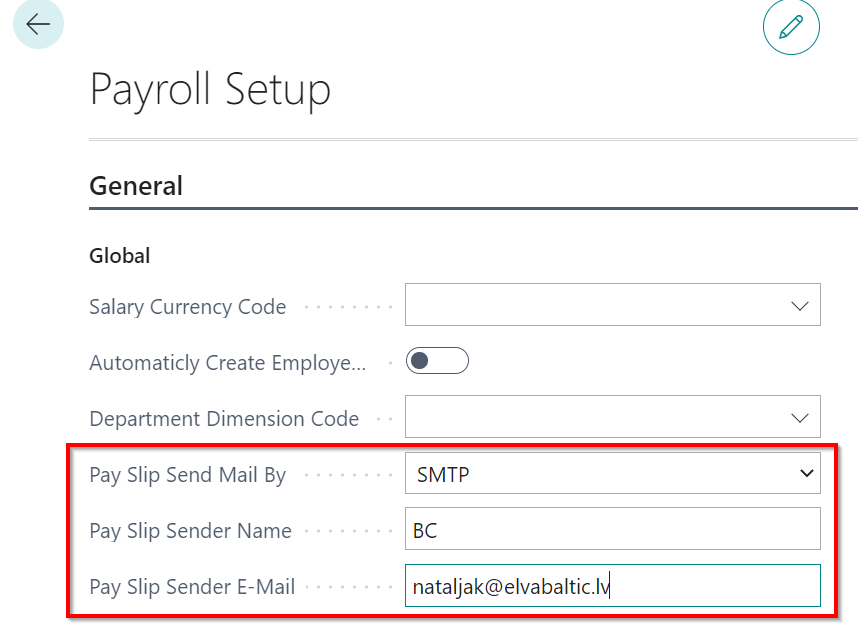 Payroll Setup
General
Global
Salary Currency Code
Automaticly Create Employe...
Department Dimension Code
Pay Slip Send Mail By SMTP
Pay Slip Sender Name BC
Pay Slip Sender E-Mail nataljak@elvabaltic.lv